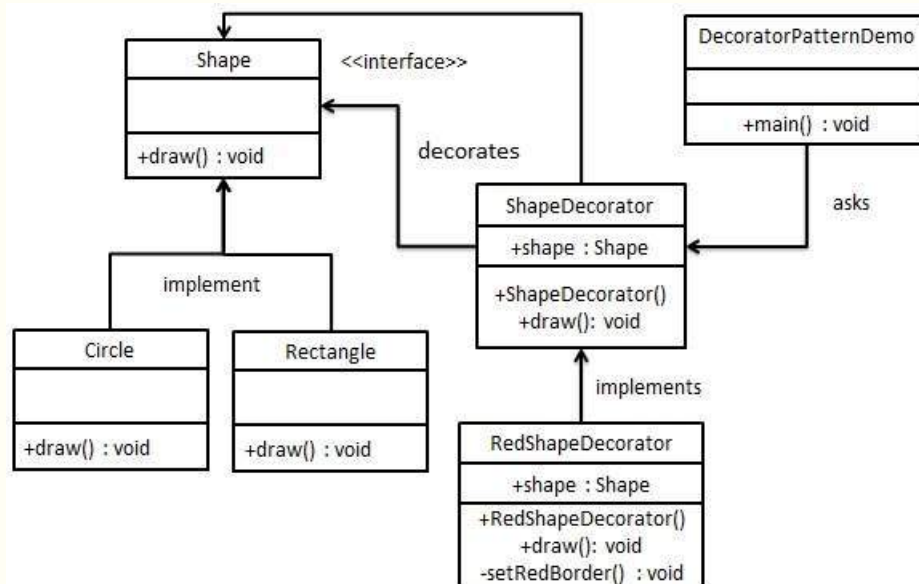 Shape
<<interface>>
+draw() : void
DecoratorPatternDemo
+main() : void
decorates
asks
ShapeDecorator
+shape : Shape
+ShapeDecorator()
+draw(): void
implement
Circle
+draw() : void
Rectangle
+draw() : void
implements
RedShapeDecorator
+shape : Shape
+RedShapeDecorator()
+draw(): void
-setRedBorder() : void